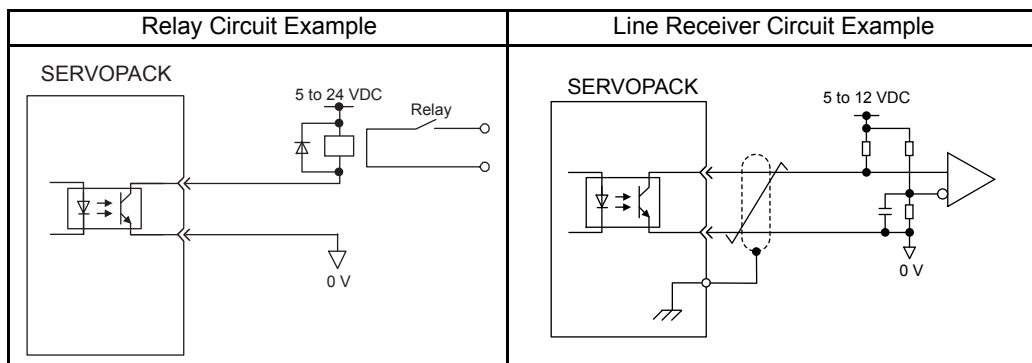 Relay Circuit Example
Line Receiver Circuit Example
SERVOPACK
5 to 24 VDC
Relay
0 V
SERVOPACK
5 to 12 VDC
0 V